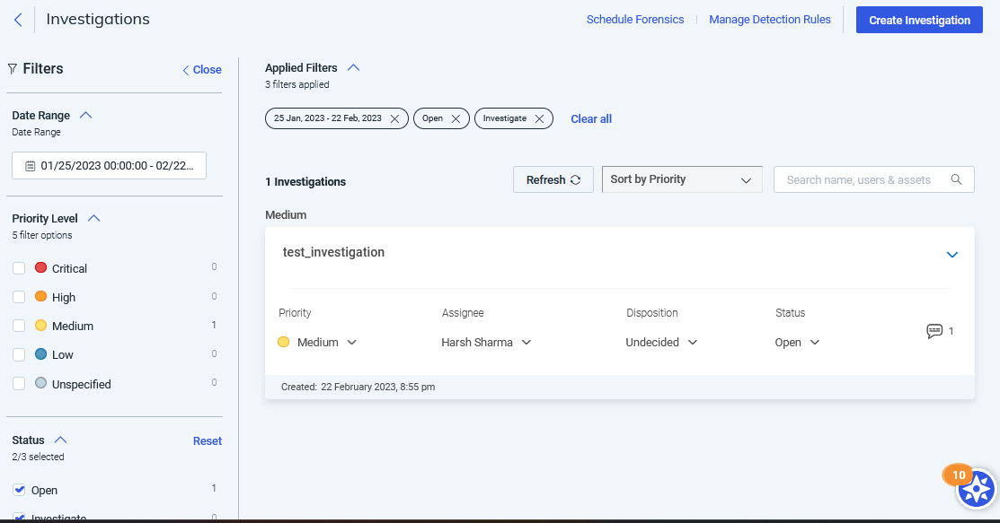 Investigations
Schedule Forensics
Manage Detection Rules
Create Investigation
Filters
Close
Date Range
Date Range
01/25/2023 00:00:00 - 02/22...
Priority Level
5 filter options
Critical 0
High 0
Medium 1
Low 0
Unspecified 0
Status
Reset
2/3 selected
Open 1
Investigate 0
Applied Filters
3 filters applied
25 Jan, 2023 - 22 Feb, 2023
Open
Investigate
Clear all
1 Investigations
Refresh
Sort by Priority
Search name, users & assets
Medium
test_investigation
Priority Assignee Disposition Status
Medium Harsh Sharma Undecided Open 1
Created: 22 February 2023, 8:55 pm
10